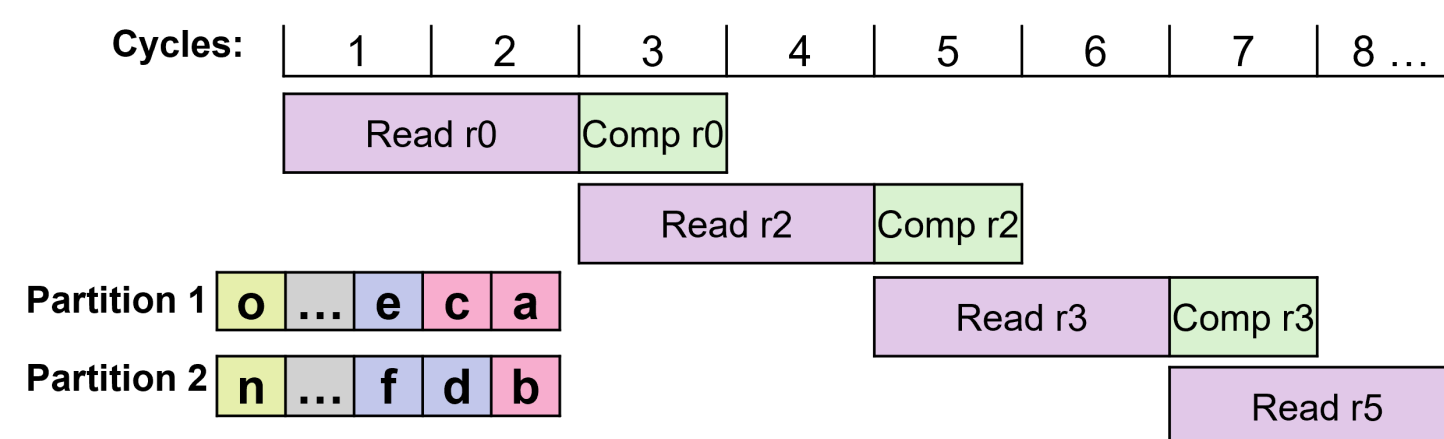 Cycles: 1 2 3 4 5 6 7 8 ...
Read r0 Comp r0
Read r2 Comp r2
Partition 1 o ... e c a
Read r3 Comp r3
Partition 2 n ... f d b
Read r5